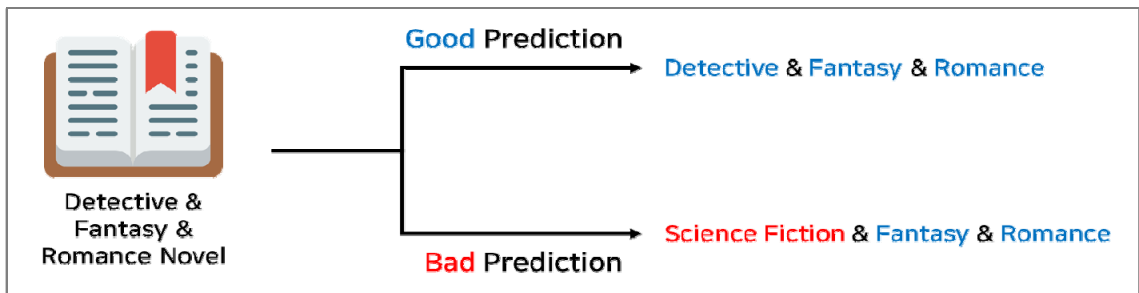 Good Prediction
Detective & Fantasy & Romance
Detective &
Fantasy &
Romance Novel
Science Fiction & Fantasy & Romance
Bad Prediction